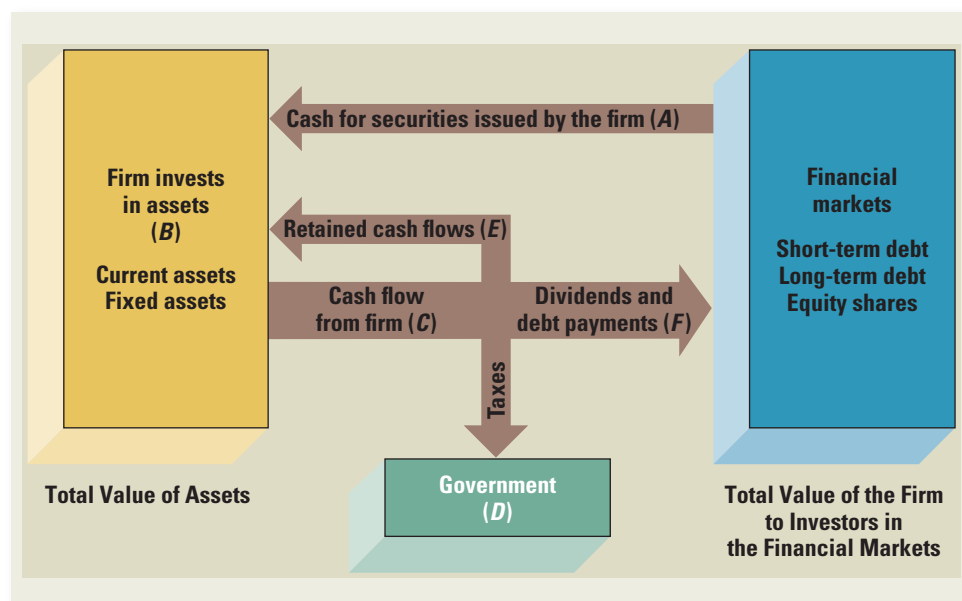 Cash for securities issued by the firm (A)
Firm invests
in assets
(B)
Current assets
Fixed assets
Retained cash flows (E)
Cash flow
from firm (C)
Dividends and
debt payments (F)
Taxes
Financial
markets
Short-term debt
Long-term debt
Equity shares
Government
(D)
Total Value of Assets
Total Value of the Firm
to Investors in
the Financial Markets